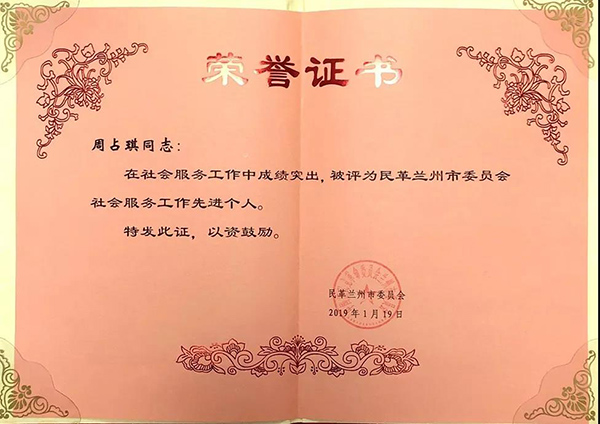 荣誉证书
周占琪同志：
在社会服务工作中成绩突出，被评为民革兰州市委员会
社会服务工作先进个人。
特发此证，以资鼓励。
民革兰州市委员会
2019年1月19日